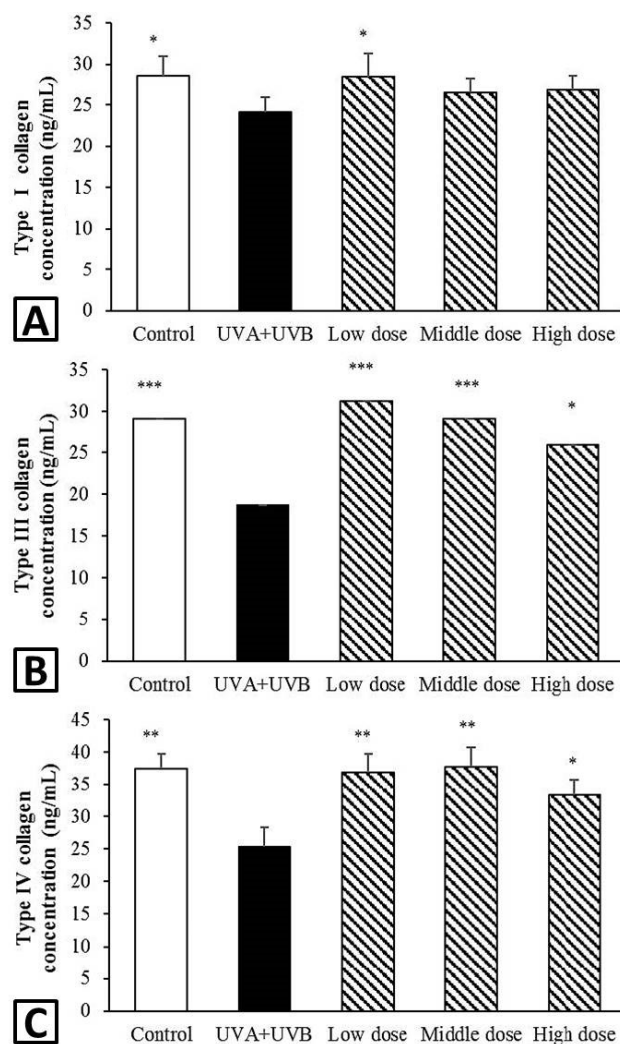 35
30
25
20
15
10
5
0
Type I collagen
concentration (ng/mL)
* *
Control UVA+UVB Low dose Middle dose High dose
A
35
30
25
20
15
10
5
0
Type III collagen
concentration (ng/mL)
*** *** *** *
Control UVA+UVB Low dose Middle dose High dose
B
45
40
35
30
25
20
15
10
5
0
Type IV collagen
concentration (ng/mL)
** ** ** *
Control UVA+UVB Low dose Middle dose High dose
C